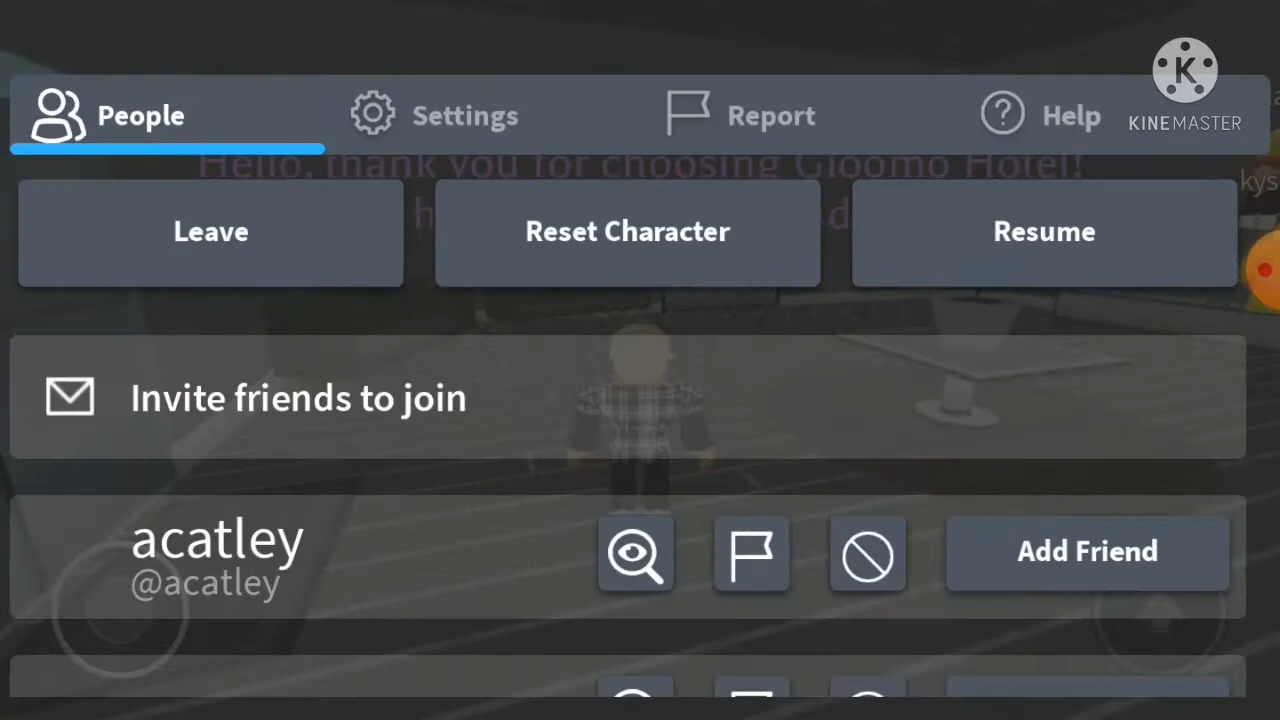 People
Settings
Report
Help
KINEMASTER
Hello, thank you for choosing Gloomo Hotel!
kys
Leave
Reset Character
Resume
Invite friends to join
acatley
@acatley
Add Friend